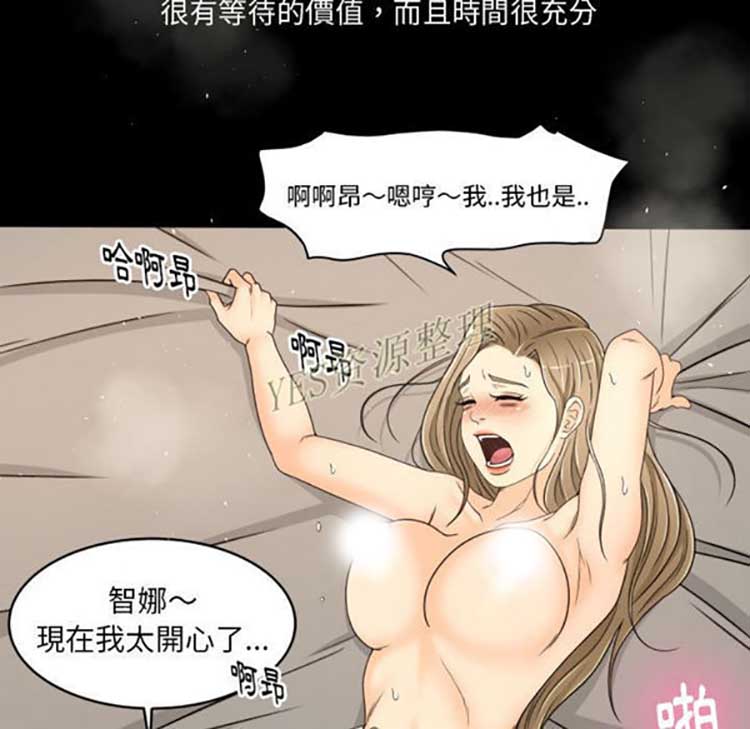 很有等待的價值，而且時間很充分
啊啊昂～嗯哼～我..我也是..
哈啊昂
啊昂
YES资源整理
智娜～
現在我太開心了...
啊昂
啪